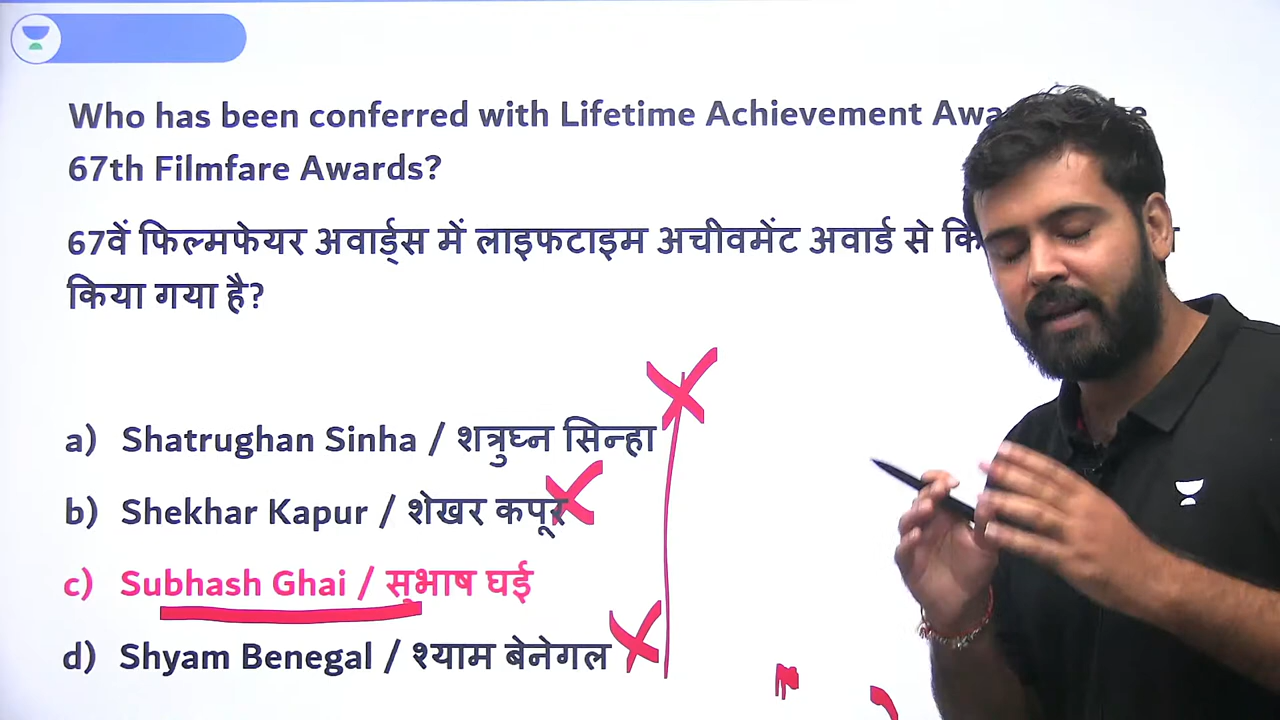 Who has been conferred with Lifetime Achievement
67th Filmfare Awards?
67वें फिल्मफेयर अवार्ड्स में लाइफटाइम अचीवमेंट अवार्ड से
किया गया है?
a) Shatrughan Sinha / शत्रुघ्न सिन्हा
b) Shekhar Kapur / शेखर कपूर
c) Subhash Ghai / सुभाष घई
d) Shyam Benegal / श्याम बेनेगल